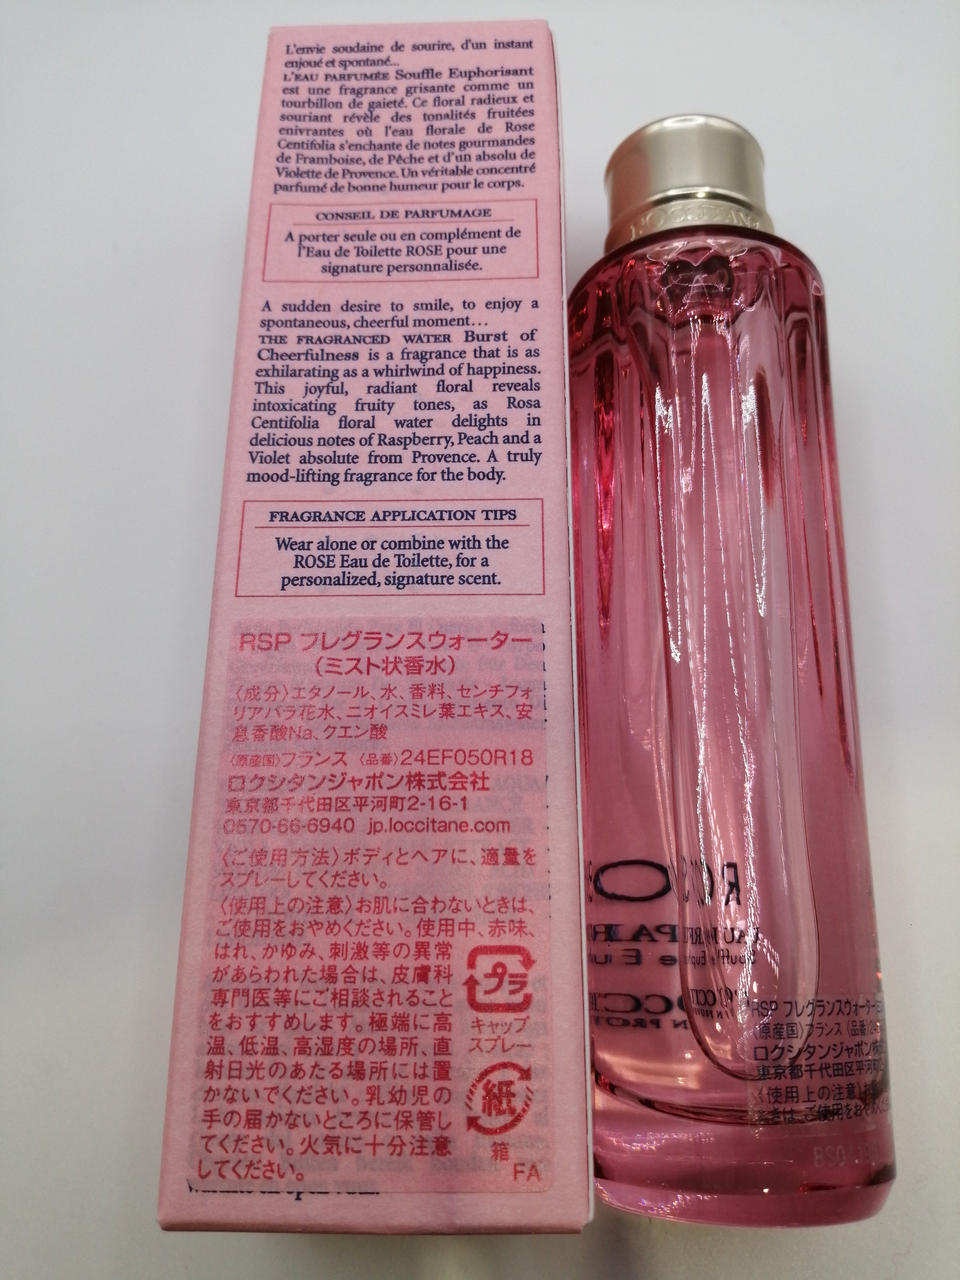 L'envie soudaine de sourire, d'un instant
enjoué et spontané...
L'EAU PARFUMÉE Souffle Euphorisant
est une fragrance grisante comme un
tourbillon de gaieté. Ce floral radieux et
souriant révèle des tonalités fruitées
enivrantes où l'eau florale de Rose
Centifolia s'enchante de notes gourmandes
de Framboise, de Pêche et d'un absolu de
Violette de Provence. Un véritable concentré
parfumé de bonne humeur pour le corps.
CONSEIL DE PARFUMAGE
A porter seule ou en complément de
l'Eau de Toilette ROSE pour une
signature personnalisée.
A sudden desire to smile, to enjoy a
spontaneous, cheerful moment...
THE FRAGRANCED WATER Burst of
Cheerfulness is a fragrance that is as
exhilarating as a whirlwind of happiness.
This joyful, radiant floral reveals
intoxicating fruity tones, as Rosa
Centifolia floral water delights in
delicious notes of Raspberry, Peach and a
Violet absolute from Provence. A truly
mood-lifting fragrance for the body.
FRAGRANCE APPLICATION TIPS
Wear alone or combine with the
ROSE Eau de Toilette, for a
personalized, signature scent.
RSP フレグランスウォーター
(ミスト状香水)
〈成分〉エタノール、水、香料、センチフォ
リアバラ花水、ニオイスミレ葉エキス、安
息香酸Na、クエン酸
〈原産国〉フランス 〈品番〉24EF050R18
ロクシタンジャポン株式会社
東京都千代田区平河町2-16-1
0570-66-6940 jp.loccitane.com
〈ご使用方法〉ボディとヘアに、適量を
スプレーしてください。
〈使用上の注意〉お肌に合わないときは、
ご使用をおやめください。使用中、赤味、
はれ、かゆみ、刺激等の異常
があらわれた場合は、皮膚科
専門医等にご相談されること
をおすすめします。極端に高
温、低温、高湿度の場所、直
射日光のあたる場所には置
かないでください。乳幼児の
手の届かないところに保管し
てください。火気に十分注意
してください。
プラ
キャップ
スプレー
紙
箱
FA
L'OCCITANE
RSP フレグランスウォーター
〈原産国〉フランス 〈品番〉
ロクシタンジャポン株
東京都千代田区平河
〈使用上の注意〉お
ときは、ご使用をおやめ